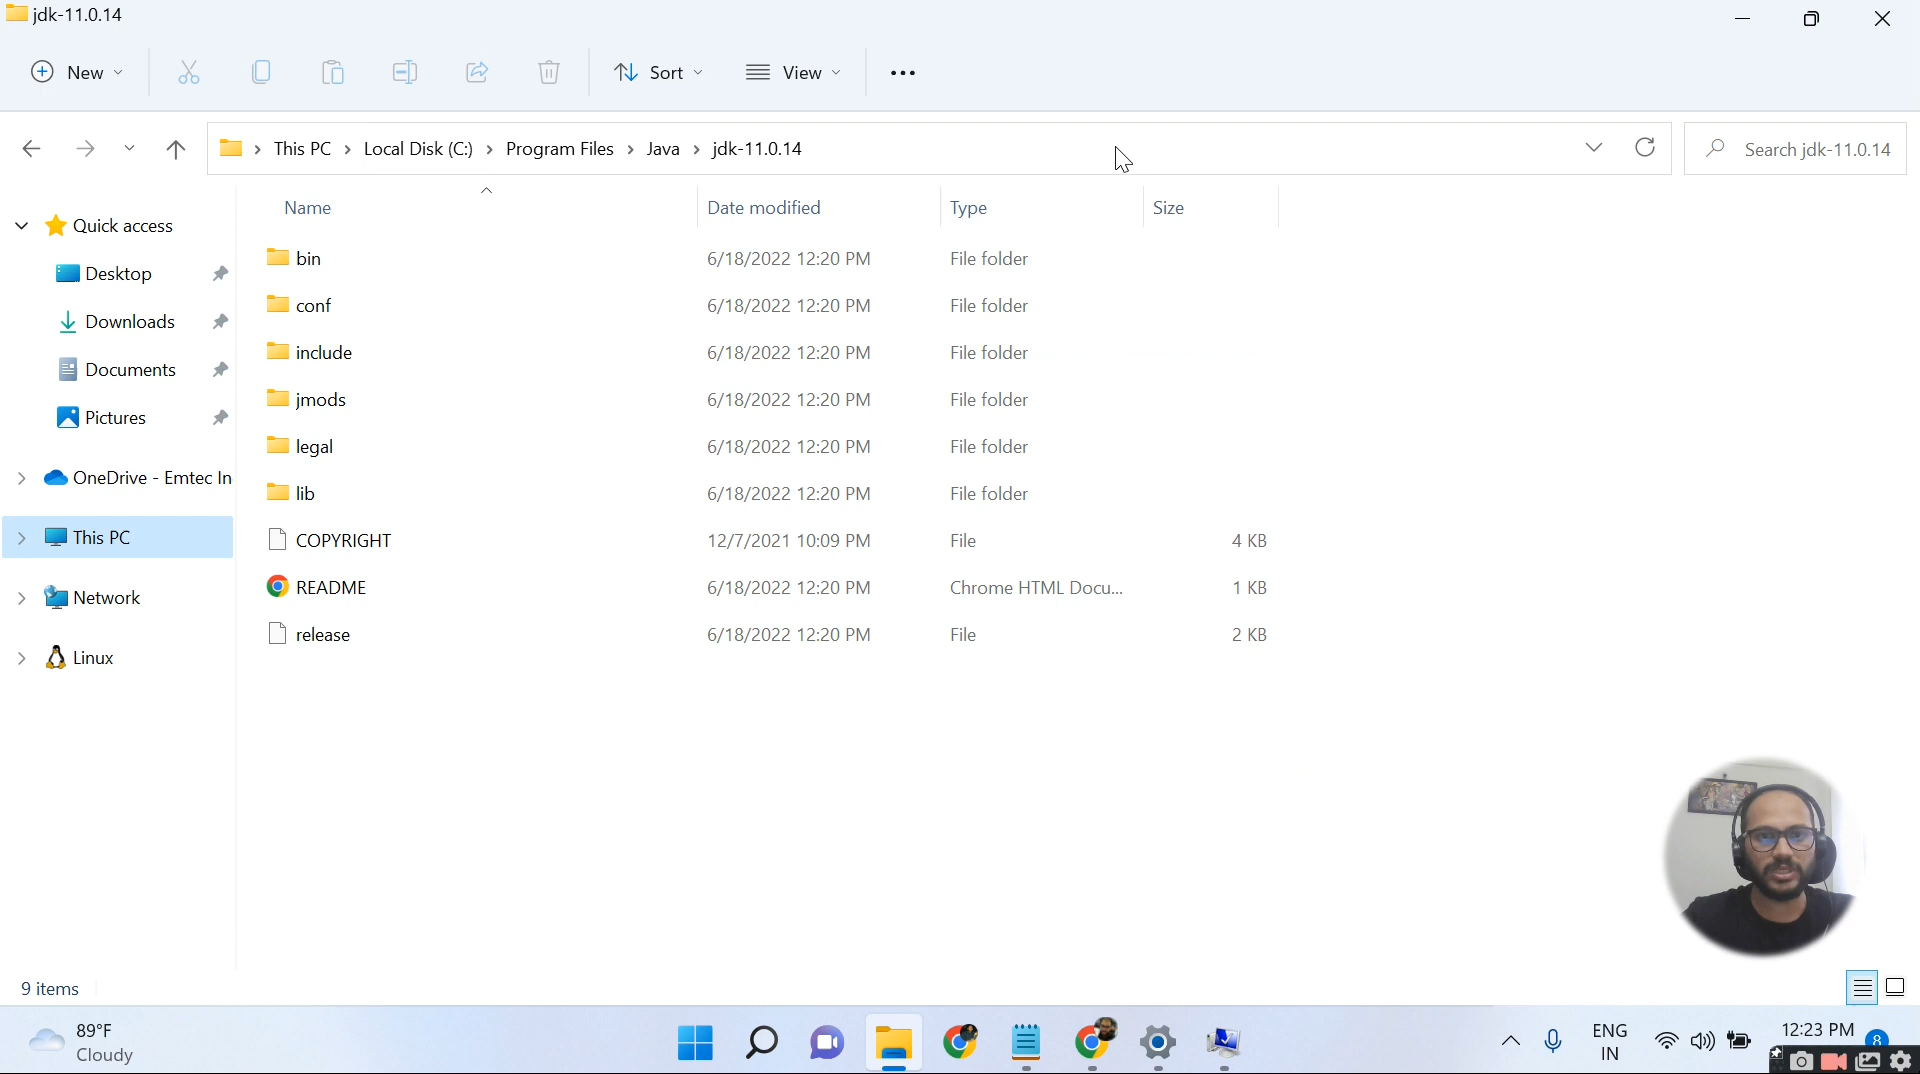 jdk-11.0.14
New
Sort
View
This PC > Local Disk (C:) > Program Files > Java > jdk-11.0.14
Search jdk-11.0.14
Name Date modified Type Size
Quick access
Desktop
Downloads
Documents
Pictures
OneDrive - Emtec In
This PC
Network
Linux
bin 6/18/2022 12:20 PM File folder
conf 6/18/2022 12:20 PM File folder
include 6/18/2022 12:20 PM File folder
jmods 6/18/2022 12:20 PM File folder
legal 6/18/2022 12:20 PM File folder
lib 6/18/2022 12:20 PM File folder
COPYRIGHT 12/7/2021 10:09 PM File 4 KB
README 6/18/2022 12:20 PM Chrome HTML Docu... 1 KB
release 6/18/2022 12:20 PM File 2 KB
9 items
89°F
Cloudy
ENG
IN
12:23 PM
8